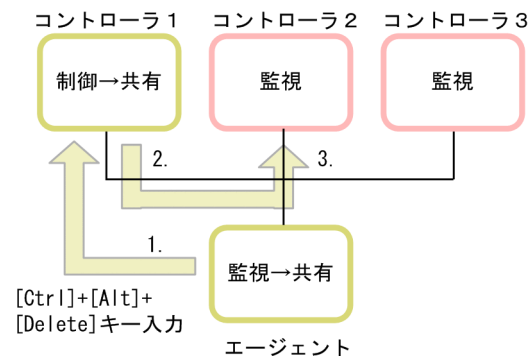 コントローラ１
コントローラ２
コントローラ３
制御→共有
監視
監視
2.
3.
1.
監視→共有
[Ctrl]+[Alt]+
[Delete]キー入力
エージェント